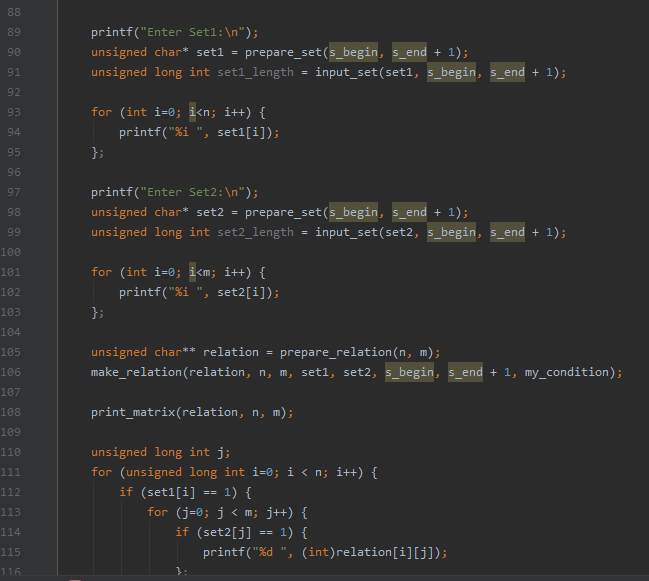 88
89 printf("Enter Set1:\n");
90 unsigned char* set1 = prepare_set(s_begin, s_end + 1);
91 unsigned long int set1_length = input_set(set1, s_begin, s_end + 1);
92
93 for (int i=0; i<n; i++) {
94 printf("%i ", set1[i]);
95 };
96
97 printf("Enter Set2:\n");
98 unsigned char* set2 = prepare_set(s_begin, s_end + 1);
99 unsigned long int set2_length = input_set(set2, s_begin, s_end + 1);
100
101 for (int i=0; i<m; i++) {
102 printf("%i ", set2[i]);
103 };
104
105 unsigned char** relation = prepare_relation(n, m);
106 make_relation(relation, n, m, set1, set2, s_begin, s_end + 1, my_condition);
107
108 print_matrix(relation, n, m);
109
110 unsigned long int j;
111 for (unsigned long int i=0; i < n; i++) {
112 if (set1[i] == 1) {
113 for (j=0; j < m; j++) {
114 if (set2[j] == 1) {
115 printf("%d ", (int)relation[i][j]);
116 };